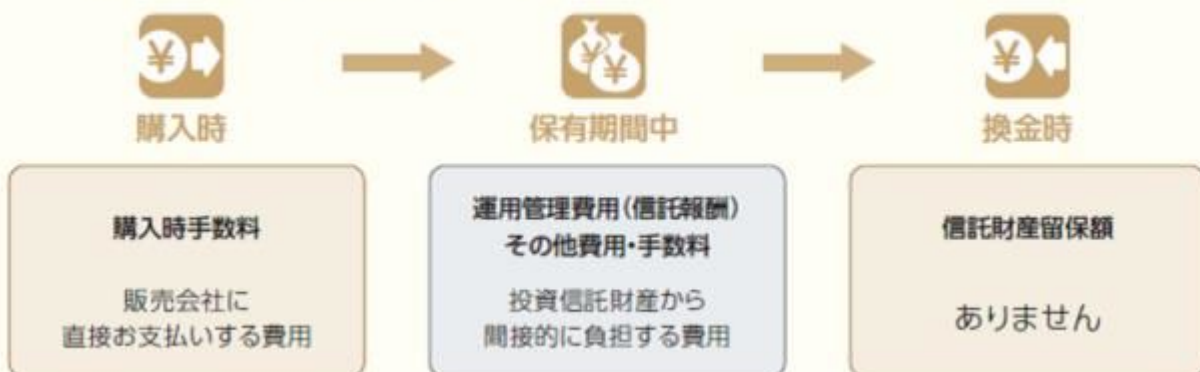 購入時
保有期間中
換金時
購入時手数料
販売会社に
直接お支払いする費用
運用管理費用(信託報酬)
その他費用・手数料
投資信託財産から
間接的に負担する費用
信託財産留保額
ありません